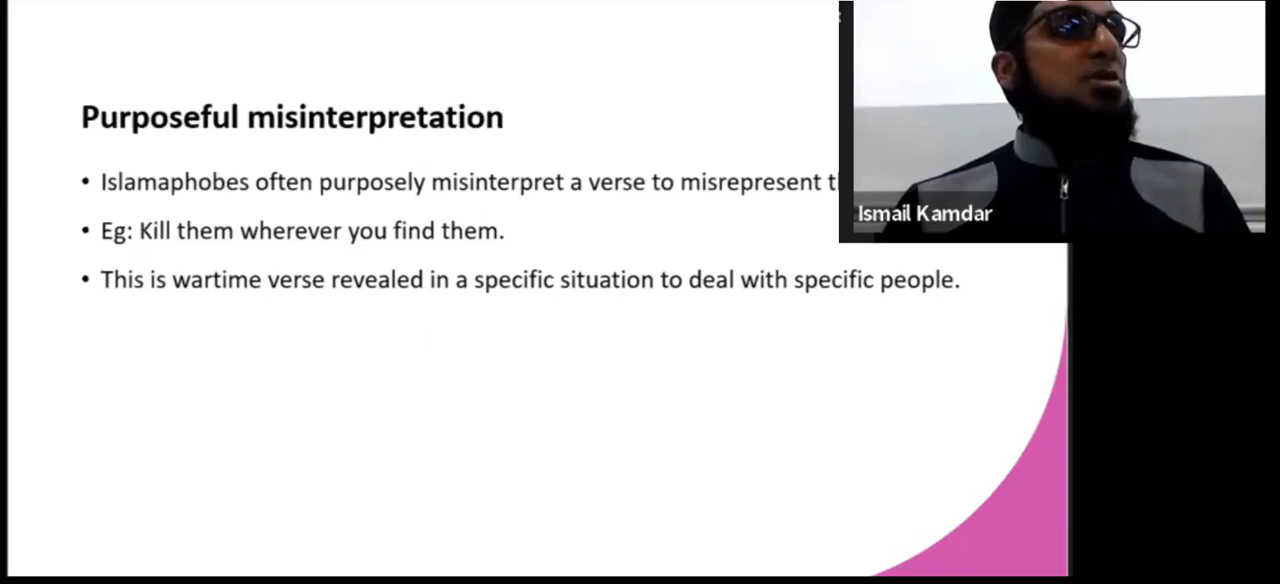 Purposeful misinterpretation
• Islamaphobes often purposely misinterpret a verse to misrepresent
• Eg: Kill them wherever you find them.
• This is wartime verse revealed in a specific situation to deal with specific people.
Ismail Kamdar